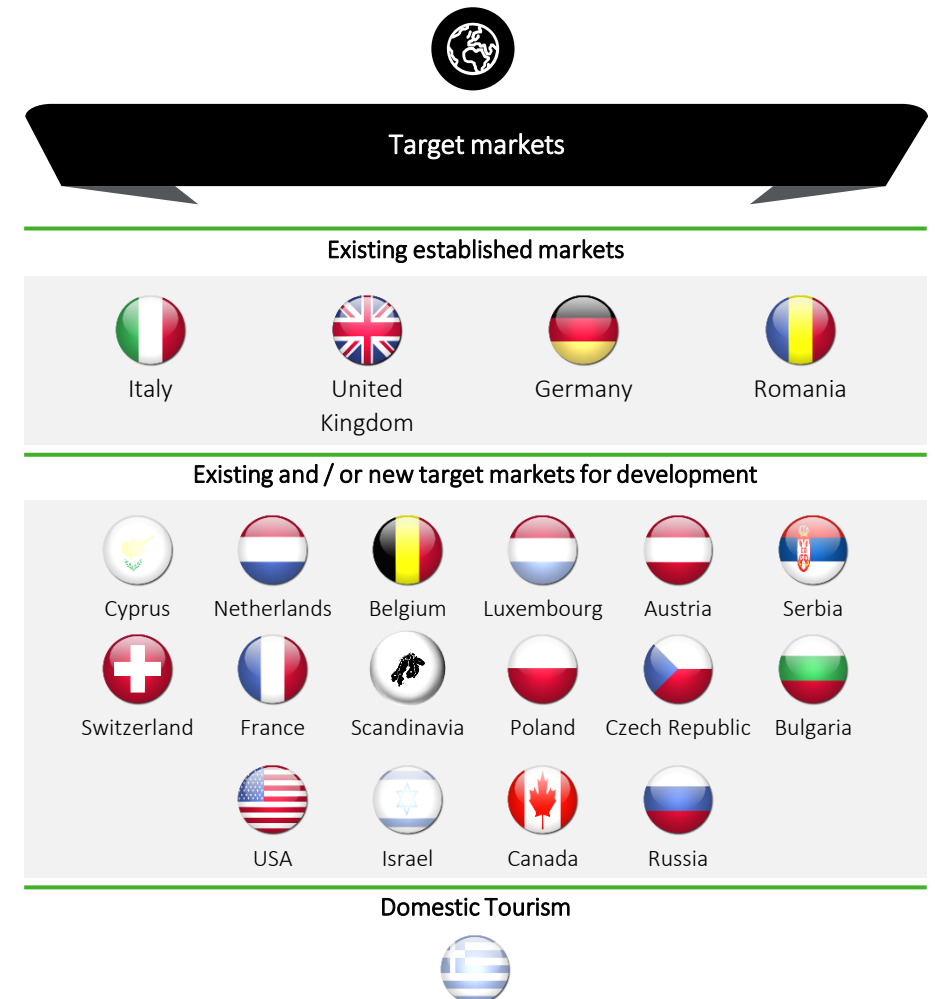 Target markets
Existing established markets
Italy
United
Kingdom
Germany
Romania
Existing and / or new target markets for development
Cyprus
Netherlands
Belgium
Luxembourg
Austria
Serbia
Switzerland
France
Scandinavia
Poland
Czech Republic
Bulgaria
USA
Israel
Canada
Russia
Domestic Tourism